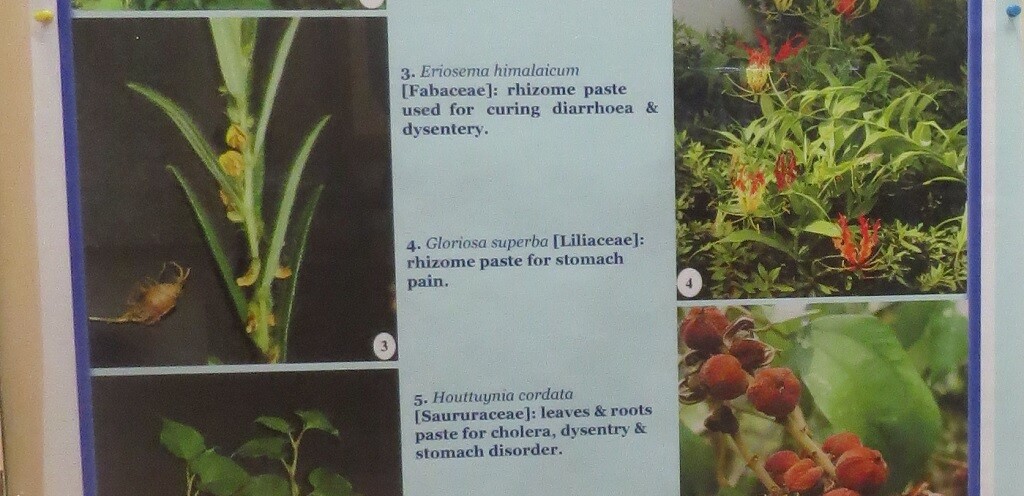 3. Eriosema himalaicum
[Fabaceae]: rhizome paste
used for curing diarrhoea &
dysentery.
3
4. Gloriosa superba [Liliaceae]:
rhizome paste for stomach
pain.
4
5. Houttuynia cordata
[Saururaceae]: leaves & roots
paste for cholera, dysentry &
stomach disorder.